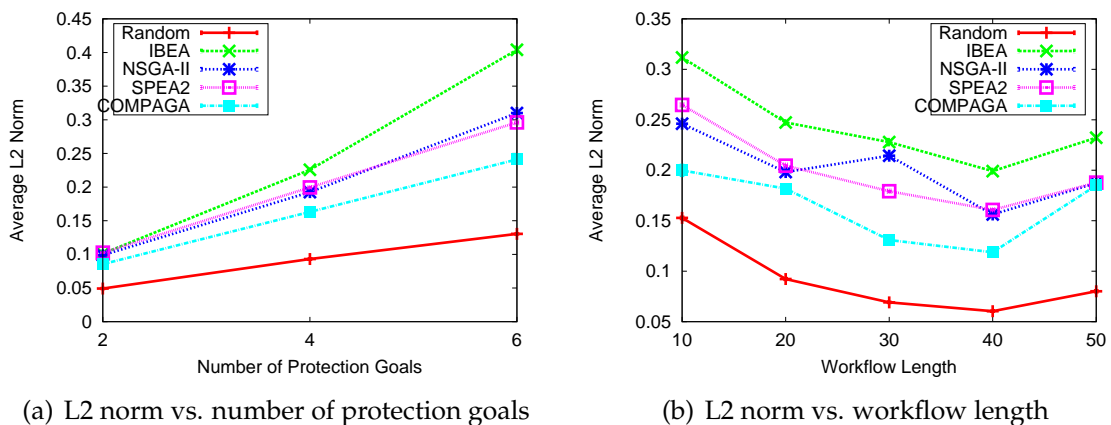 0.45
0.4
0.35
0.3
0.25
0.2
0.15
0.1
0.05
0
Average L2 Norm
Random
IBEA
NSGA-II
SPEA2
COMPAGA
2 4 6
Number of Protection Goals
(a) L2 norm vs. number of protection goals
0.35
0.3
0.25
0.2
0.15
0.1
0.05
Average L2 Norm
Random
IBEA
NSGA-II
SPEA2
COMPAGA
10 20 30 40 50
Workflow Length
(b) L2 norm vs. workflow length